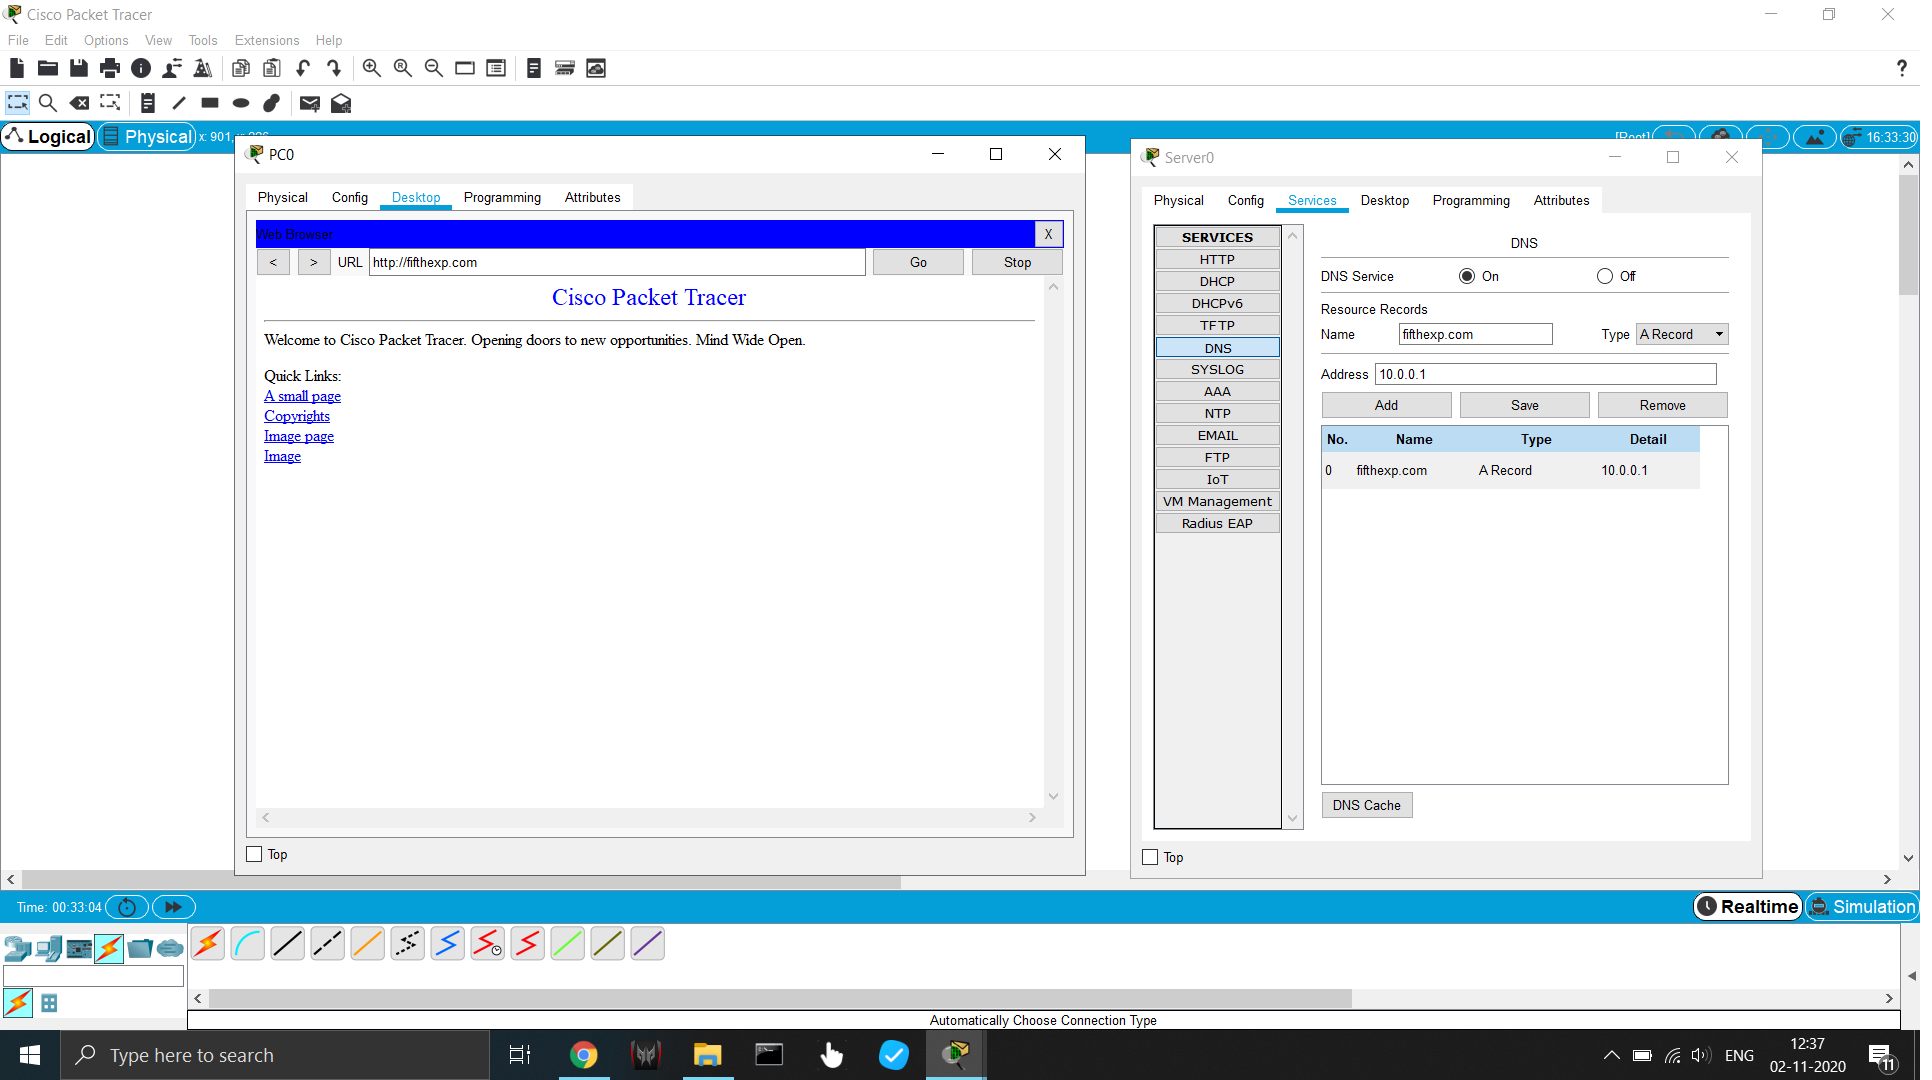 Cisco Packet Tracer
File Edit Options View Tools Extensions Help
?
Logical Physical x: 901,
16:33:30
PC0
Physical Config Desktop Programming Attributes
Web Browser X
< > URL http://fifthexp.com Go Stop
Cisco Packet Tracer
Welcome to Cisco Packet Tracer. Opening doors to new opportunities. Mind Wide Open.
Quick Links:
A small page
Copyrights
Image page
Image
Top
Server0
Physical Config Services Desktop Programming Attributes
SERVICES
HTTP
DHCP
DHCPv6
TFTP
DNS
SYSLOG
AAA
NTP
EMAIL
FTP
IoT
VM Management
Radius EAP
DNS
DNS Service On Off
Resource Records
Name fifthexp.com Type A Record
Address 10.0.0.1
Add Save Remove
No. Name Type Detail
0 fifthexp.com A Record 10.0.0.1
DNS Cache
Top
Time: 00:33:04
Realtime Simulation
Automatically Choose Connection Type
Type here to search
ENG
12:37
02-11-2020
11